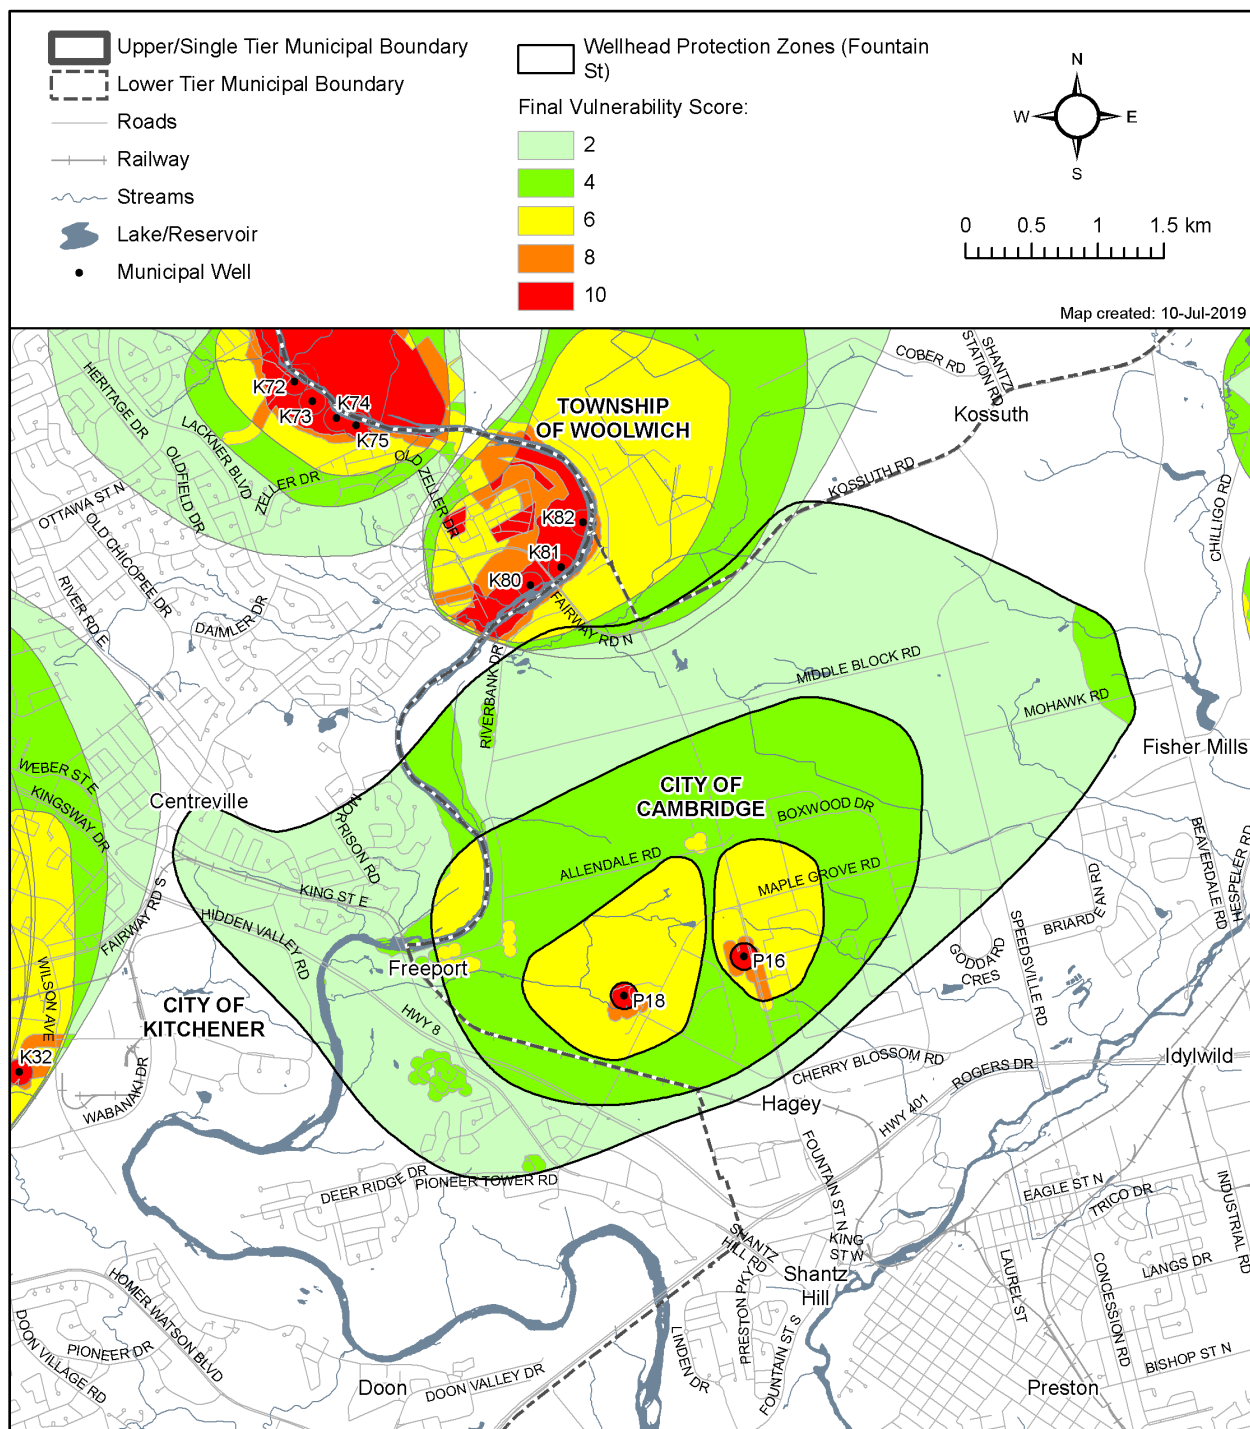 Upper/Single Tier Municipal Boundary
Lower Tier Municipal Boundary
Roads
Railway
Streams
Lake/Reservoir
Municipal Well
Wellhead Protection Zones (Fountain
St)
Final Vulnerability Score:
2
4
6
8
10
N
W E
S
0 0.5 1 1.5 km
Map created: 10-Jul-2019
COBER RD
SHANTZ
STATION RD
Kossuth
HERITAGE DR
K72
K73
K74
K75
TOWNSHIP
OF WOOLWICH
LACKNER BLVD
OLDFIELD DR
ZELLER DR
OLD ZELLER DR
KOSSUTH RD
CHILLIGO RD
OTTAWA ST N
OLD CHICOPEE DR
K82
K81
K80
RIVER RD E
DAIMLER DR
FAIRWAY RD N
RIVERBANK DR
MIDDLE BLOCK RD
MOHAWK RD
Fisher Mills
WEBER ST E
KINGSWAY DR
Centreville
CITY OF
CAMBRIDGE
BOXWOOD DR
MORRISON RD
ALLENDALE RD
MAPLE GROVE RD
BEAVERDALE RD
HESPELER RD
KING ST E
FAIRWAY RD S
HIDDEN VALLEY RD
BRIARDEAN RD
GODDARD
CRES
SPEEDSVILLE RD
WILSON AVE
Freeport
P16
P18
CITY OF
KITCHENER
HWY 8
K32
WABANAKI DR
CHERRY BLOSSOM RD
ROGERS DR
Idylwild
Hagey
HWY 401
FOUNTAIN ST N
DEER RIDGE DR
PIONEER TOWER RD
EAGLE ST N
TRICO DR
INDUSTRIAL RD
SHANTZ
HILL RD
KING
ST W
Shantz
Hill
LANGS DR
LAUREL ST
CONCESSION RD
HOMER WATSON BLVD
PRESTON PKY
FOUNTAIN ST S
LINDEN DR
DOON VILLAGE RD
PIONEER DR
BISHOP ST N
Doon
DOON VALLEY DR
Preston